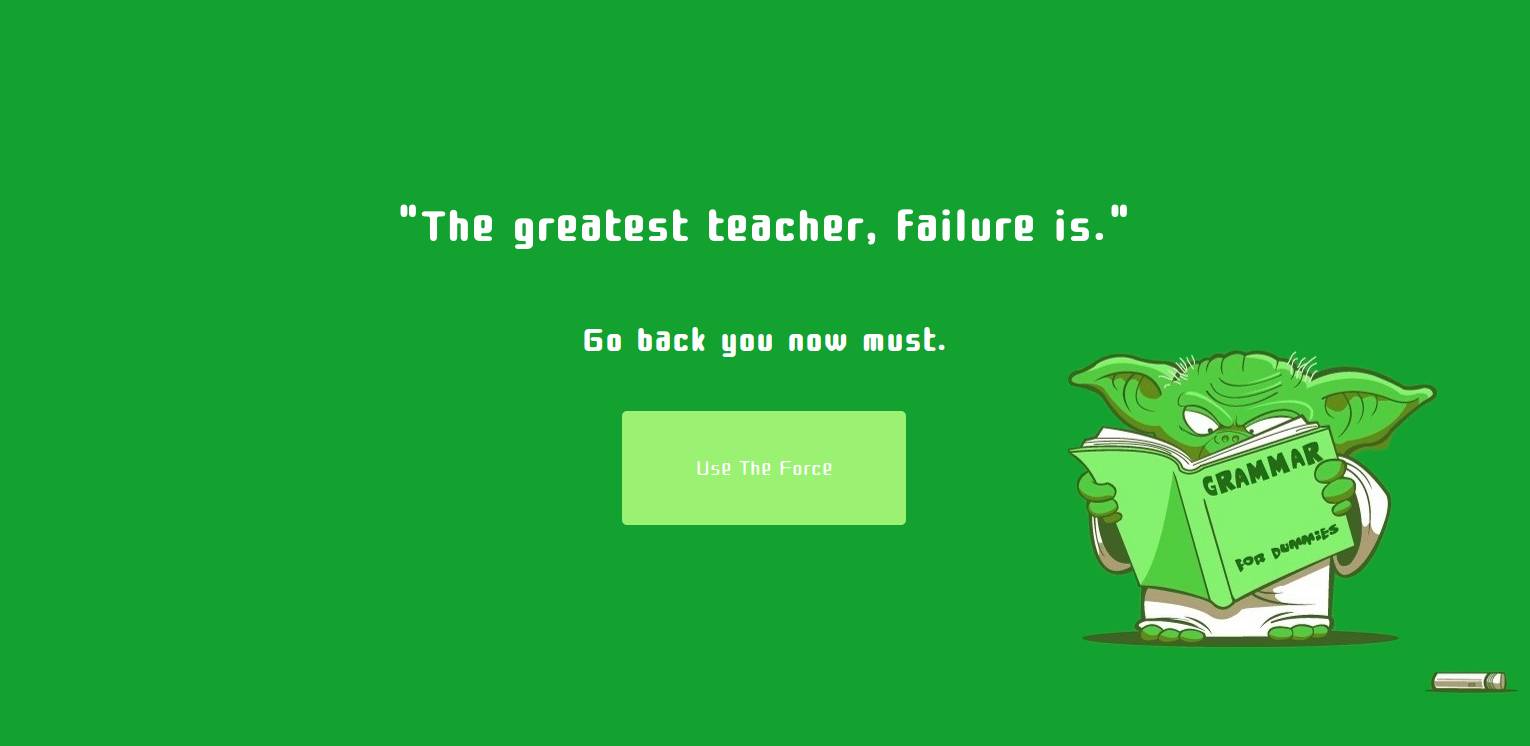 "The greatest teacher, failure is."
Go back you now must.
Use The Force
GRAMMAR
FOR DUMMIES